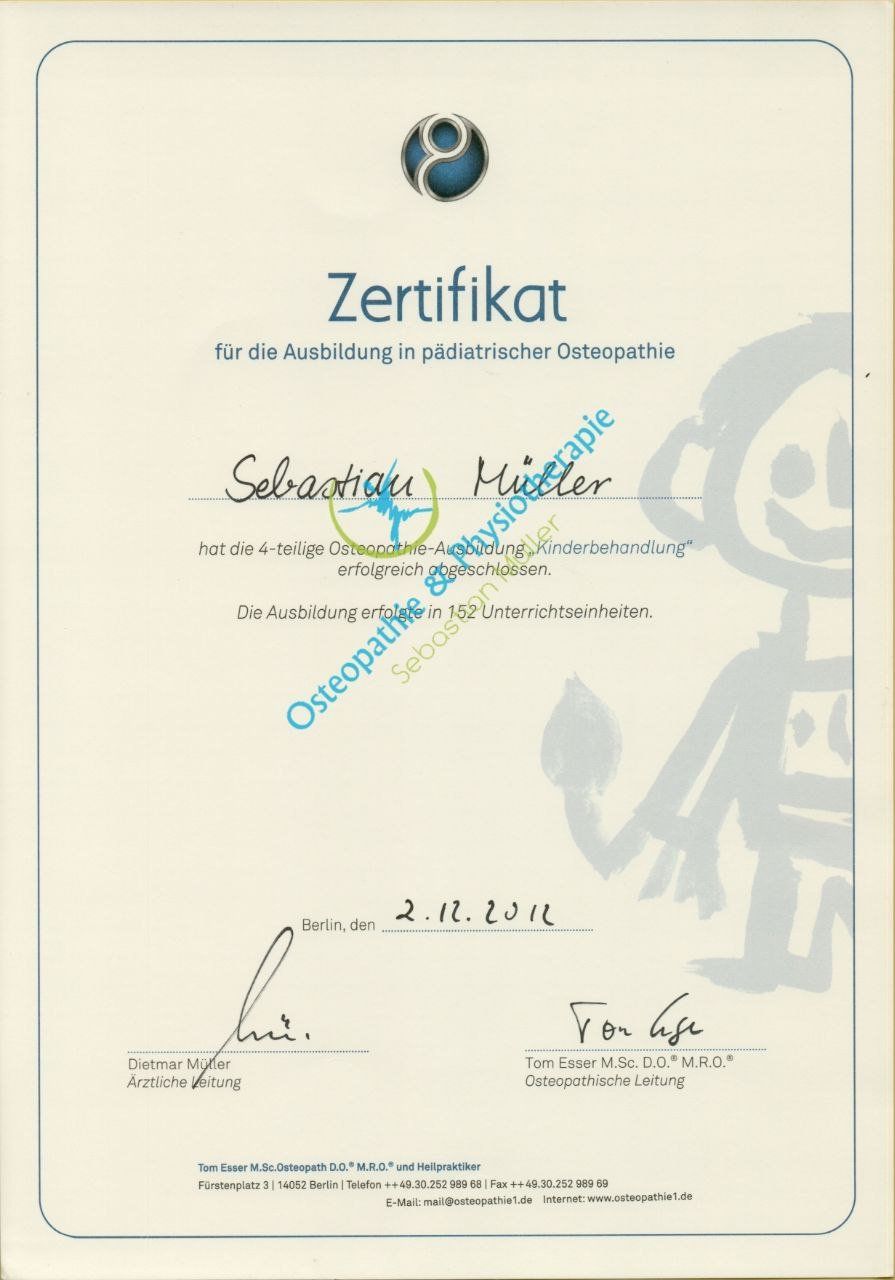 Zertifikat
für die Ausbildung in pädiatrischer Osteopathie
Sebastian Müller
hat die 4-teilige Osteopathie-Ausbildung „Kinderbehandlung“
erfolgreich abgeschlossen.
Die Ausbildung erfolgte in 152 Unterrichtseinheiten.
Osteopathie & Physiotherapie
Sebastian Müller
Berlin, den 2.12.2012
Mü.
Tom Esser
Dietmar Müller
Ärztliche Leitung
Tom Esser M.Sc. D.O.® M.R.O.®
Osteopathische Leitung
Tom Esser M.Sc.Osteopath D.O.® M.R.O.® und Heilpraktiker
Fürstenplatz 3 | 14052 Berlin | Telefon ++49.30.252 989 68 | Fax ++49.30.252 989 69
E-Mail: mail@osteopathie1.de Internet: www.osteopathie1.de